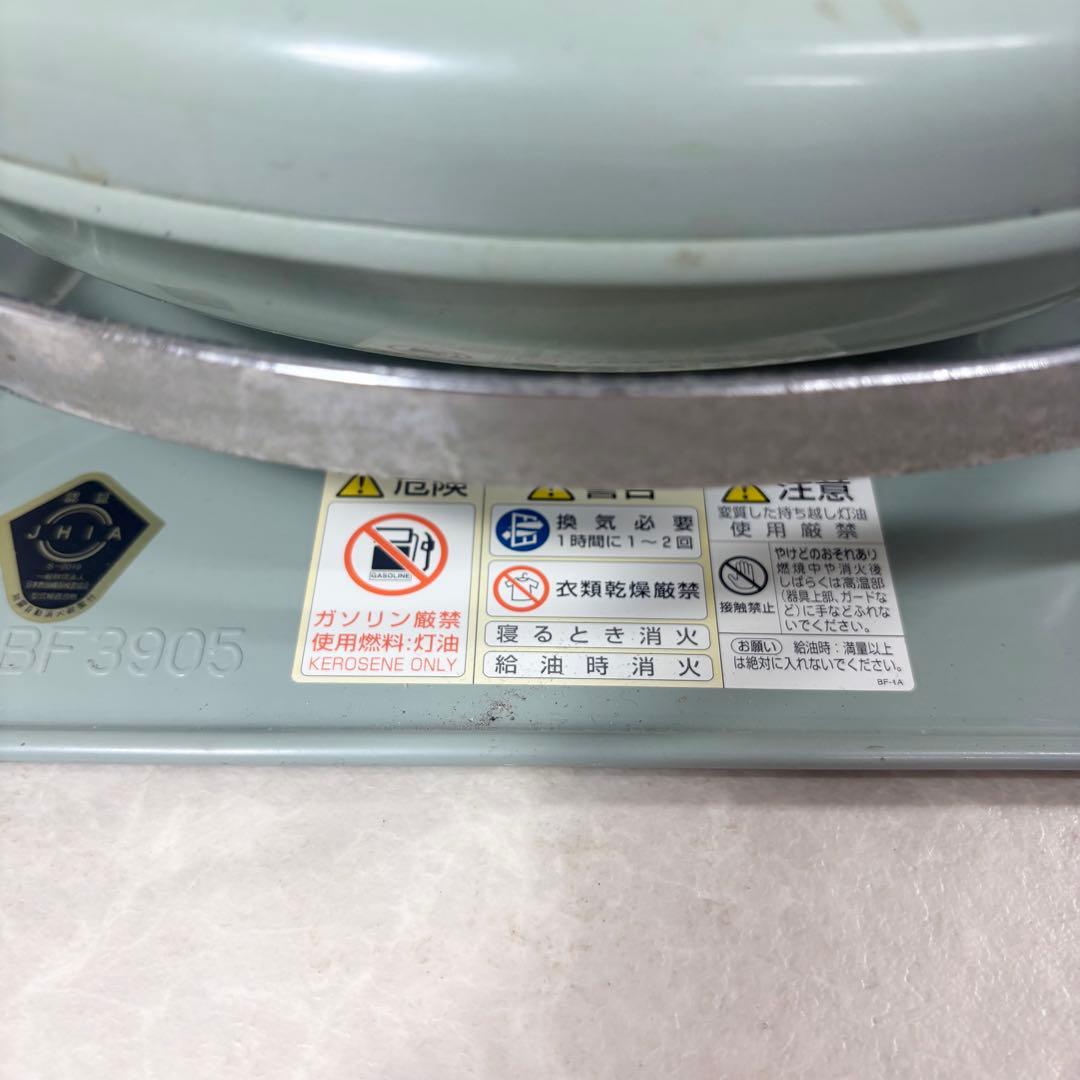 認証
JHIA
S-2019
BF3905
危険
GASOLINE
ガソリン厳禁
使用燃料:灯油
KEROSENE ONLY
警告
換気必要
1時間に1～2回
衣類乾燥厳禁
寝るとき消火
給油時消火
注意
変質した持ち越し灯油
使用厳禁
接触禁止
やけどのおそれあり
燃焼中や消火後
しばらくは高温部
(器具上部、ガードな
ど)に手などふれな
いでください。
お願い 給油時:満量以上
は絶対に入れないでください。